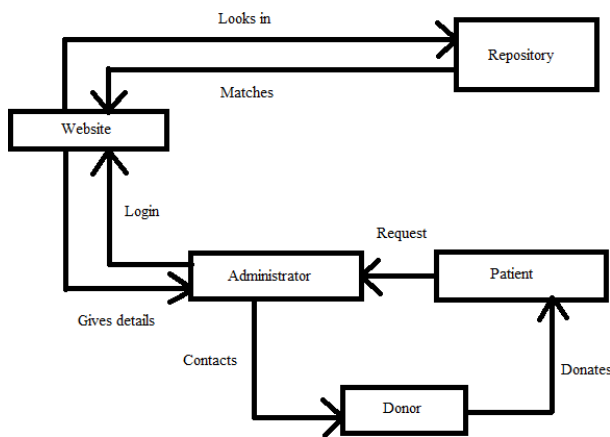 Looks in
Repository
Matches
Website
Login
Request
Administrator
Patient
Gives details
Contacts
Donates
Donor